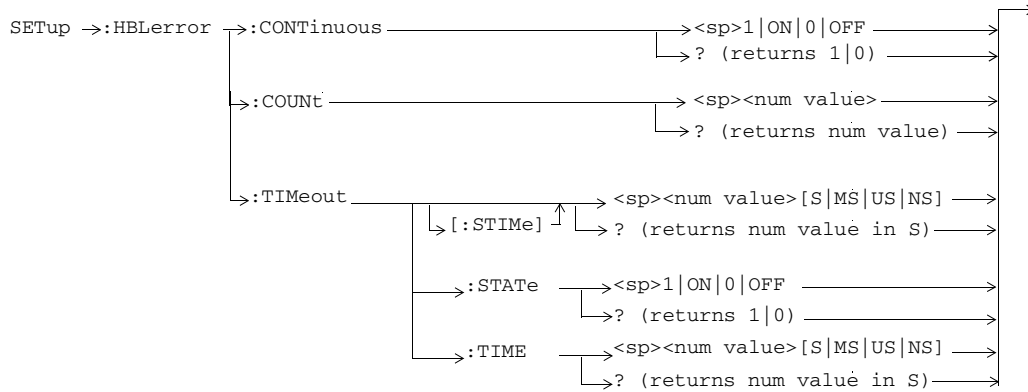 SETup :HBLerror :CONTinuous <sp>1|ON|0|OFF
? (returns 1|0)
:COUNt <sp><num value>
? (returns num value)
:TIMeout <sp><num value>[S|MS|US|NS]
[:STIMe] ? (returns num value in S)
:STATe <sp>1|ON|0|OFF
? (returns 1|0)
:TIME <sp><num value>[S|MS|US|NS]
? (returns num value in S)